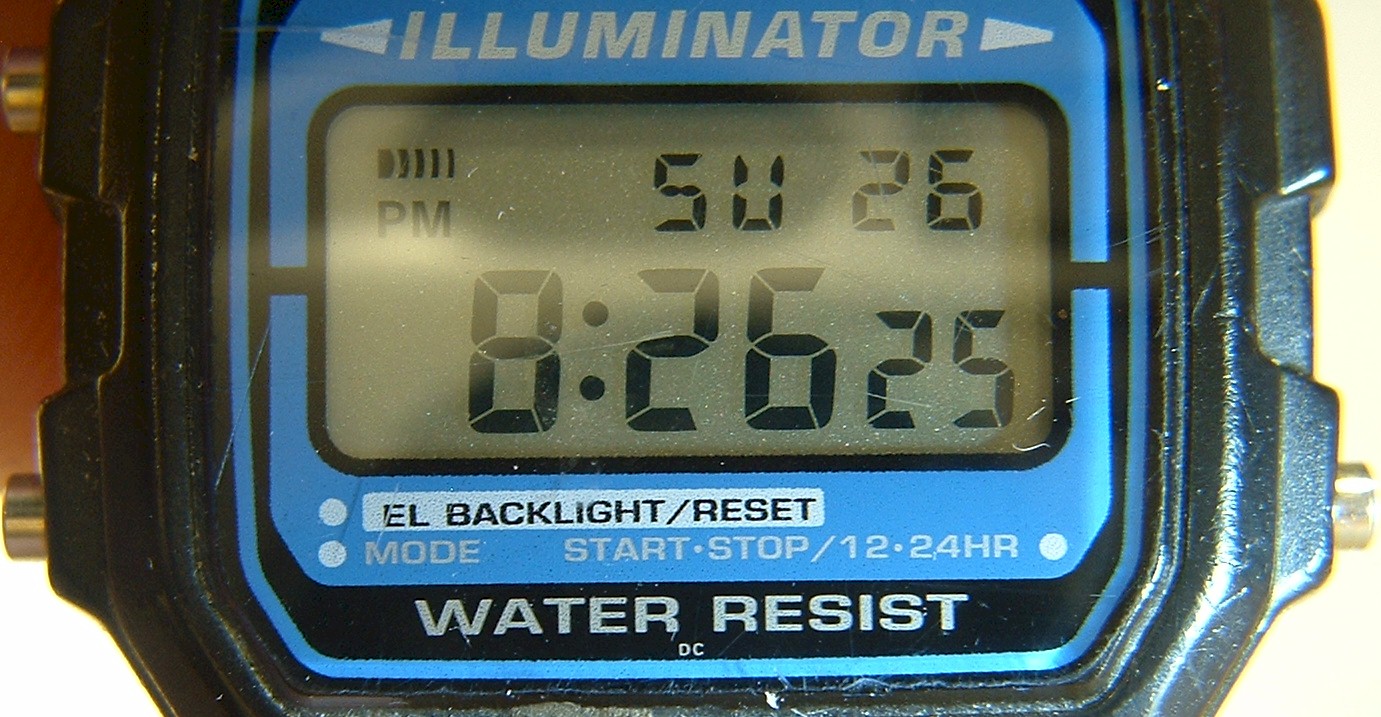 ILLUMINATOR
SU 26
PM
8:26 25
EL BACKLIGHT/RESET
MODE START•STOP/12•24HR
WATER RESIST
DC